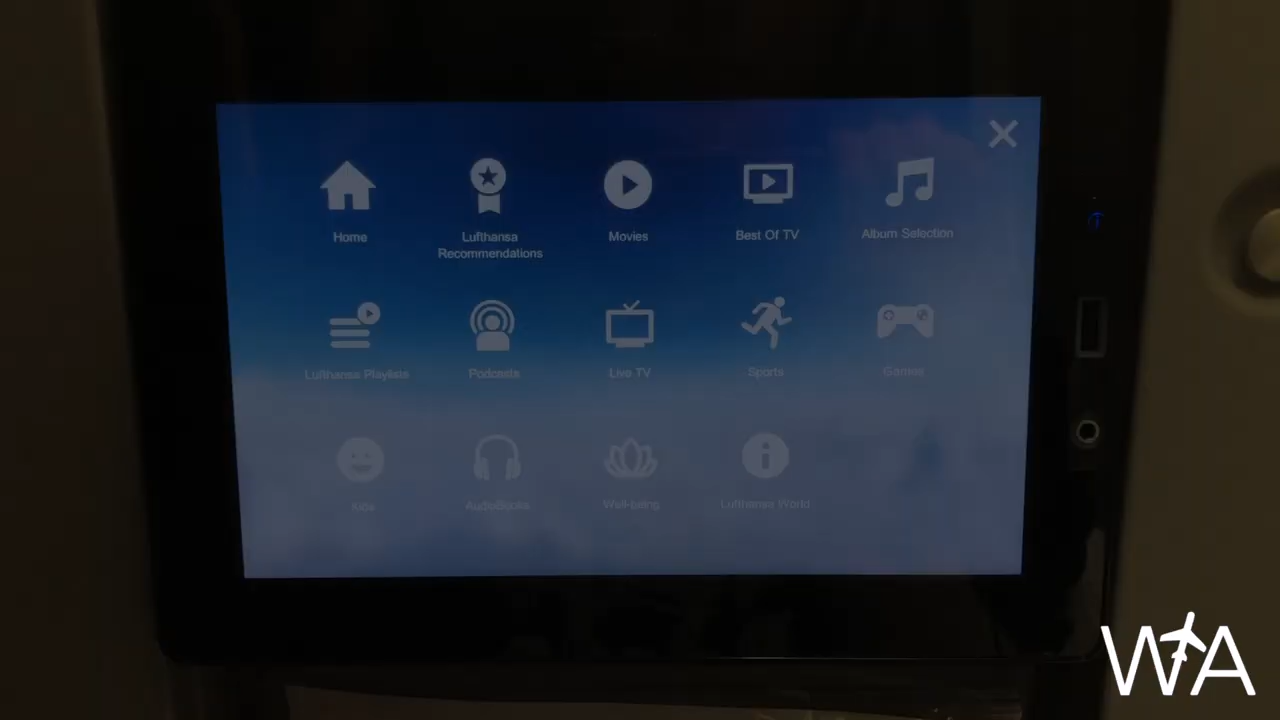 Home
Lufthansa
Recommendations
Movies
Best Of TV
Album Selection
Lufthansa Playlists
Podcasts
Live TV
Sports
Games
Kids
AudioBooks
Well-being
Lufthansa World
WA